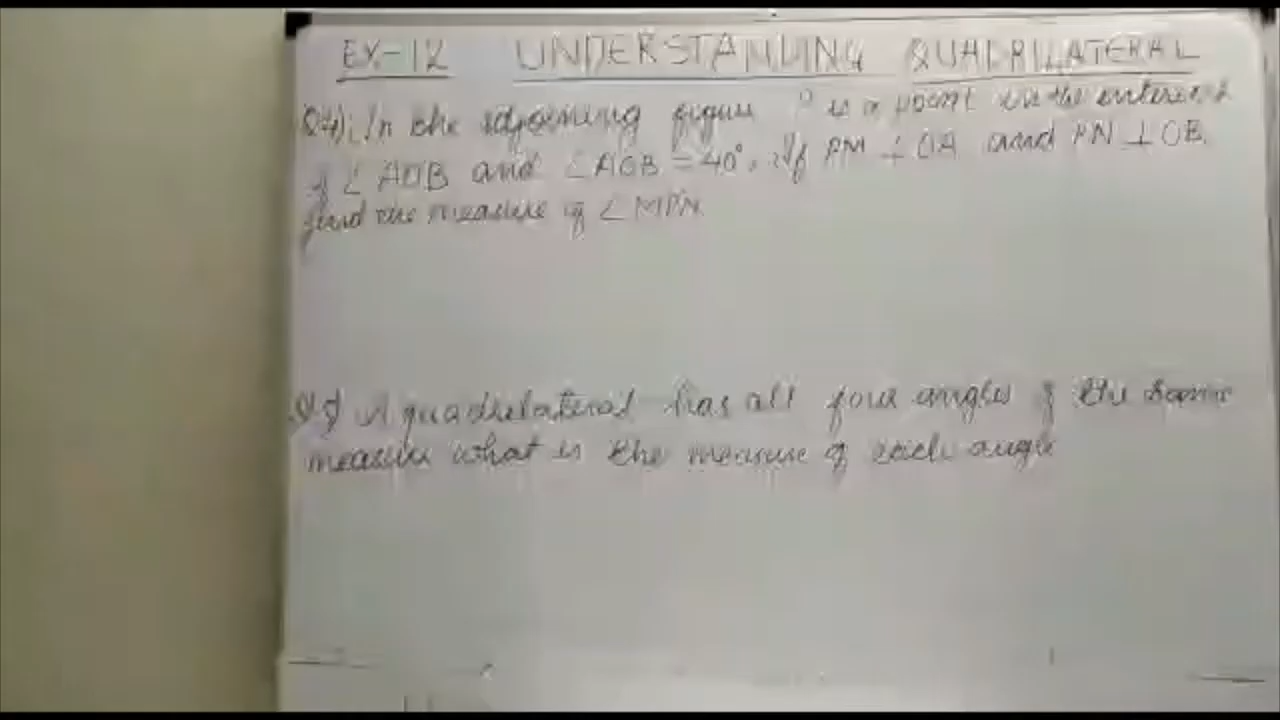 EX-12 UNDERSTANDING QUADRILATERAL
Q4): In the adjoining figure P is a point in the interior of
of ∠AOB and ∠AOB = 40°. If PM ⊥ OA and PN ⊥ OB,
find the measure of ∠MPN
Q5) A quadrilateral has all four angles of the same
measure what is the measure of each angle